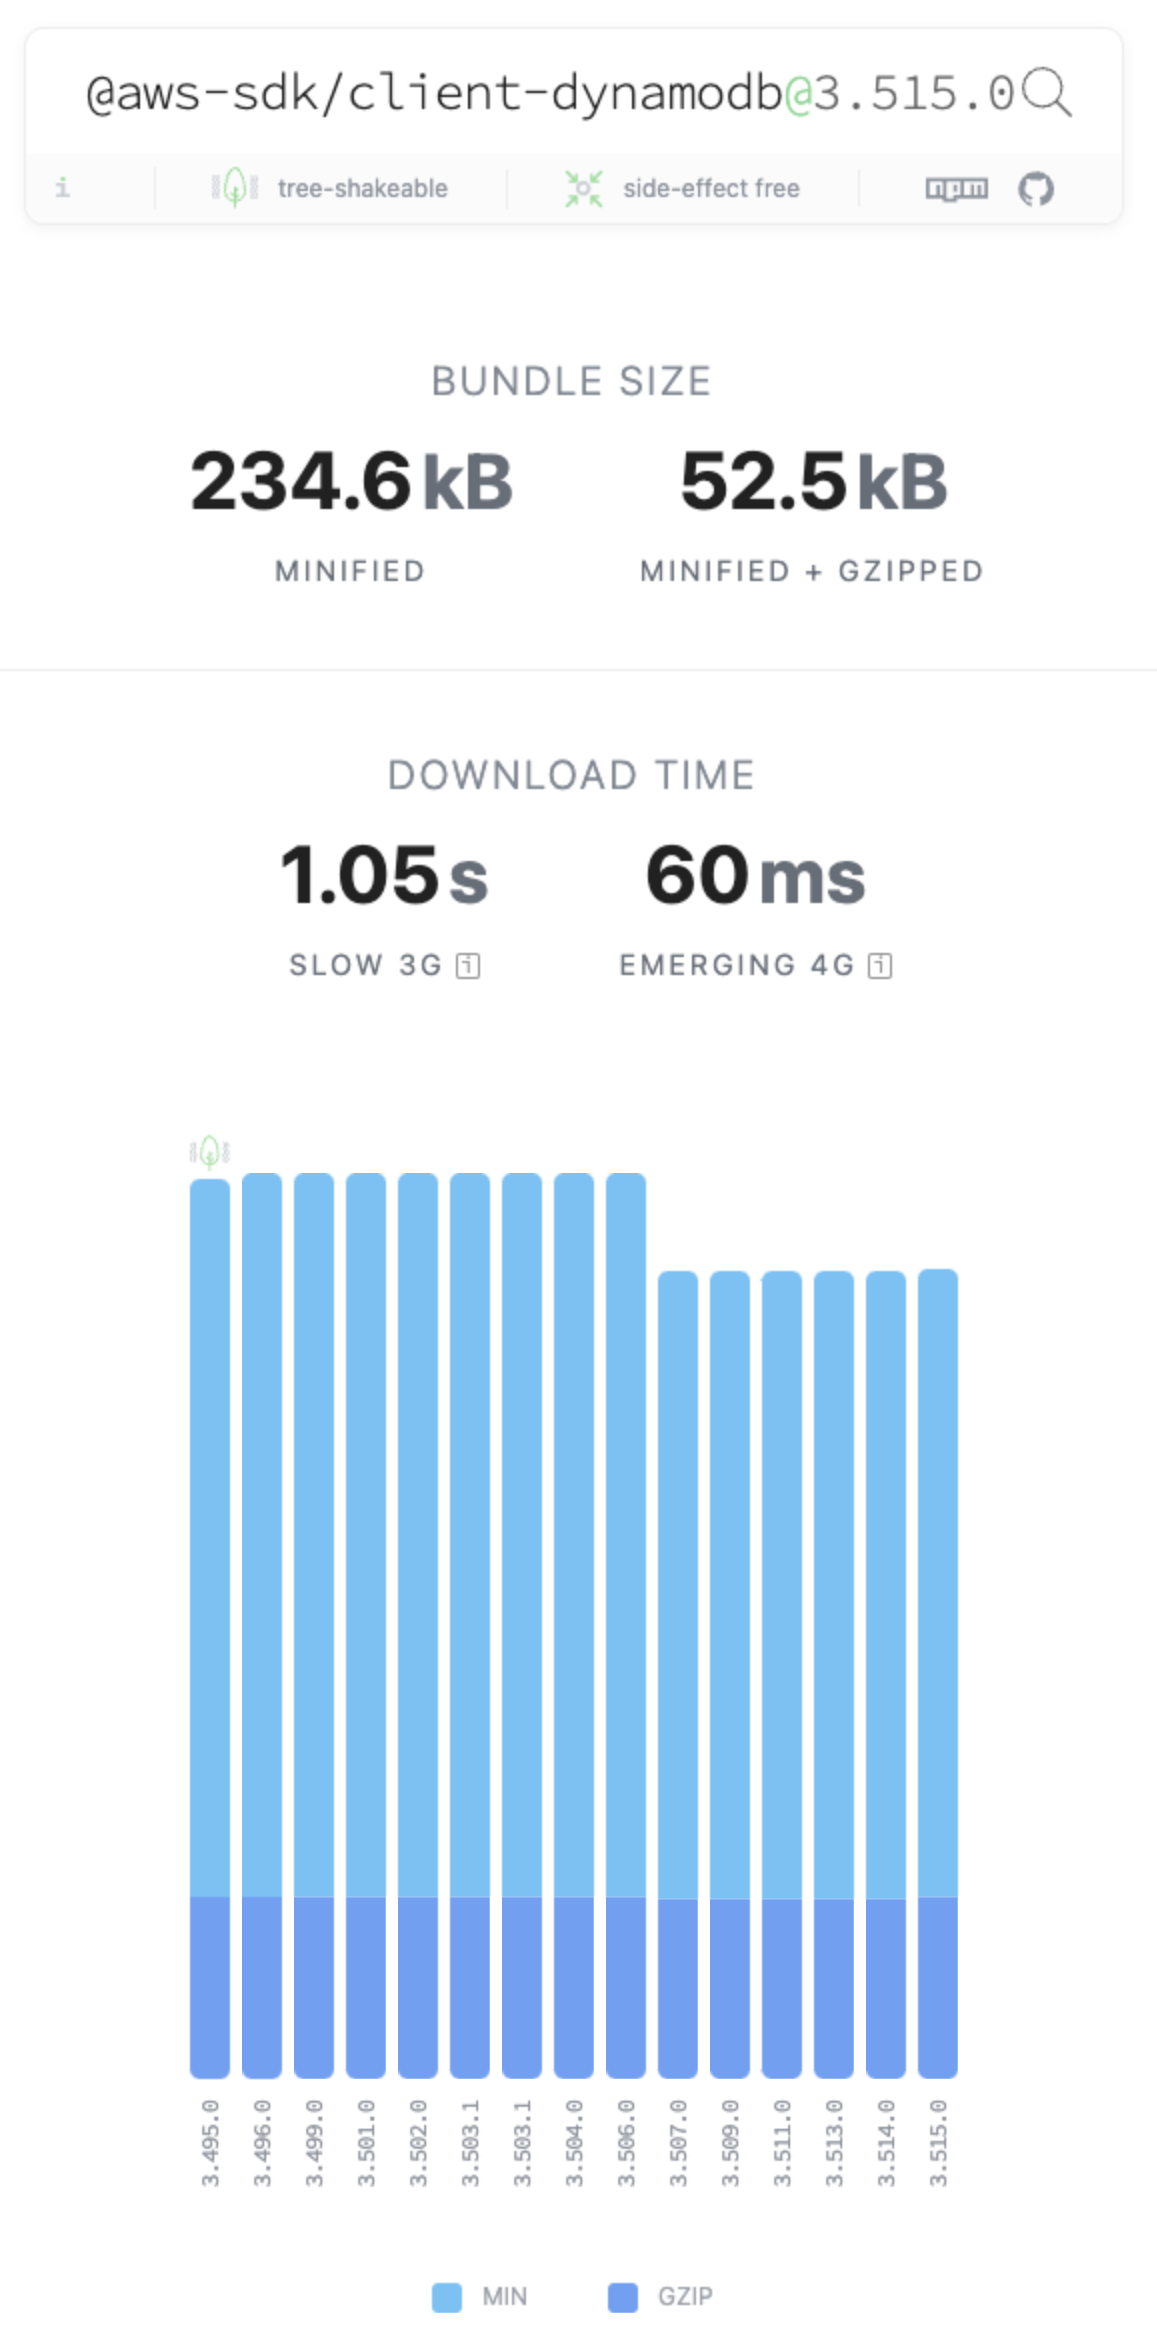 @aws-sdk/client-dynamodb@3.515.0
i tree-shakeable side-effect free npm
BUNDLE SIZE
234.6 kB 52.5 kB
MINIFIED MINIFIED + GZIPPED
DOWNLOAD TIME
1.05 s 60 ms
SLOW 3G i EMERGING 4G i
3.495.0
3.496.0
3.499.0
3.501.0
3.502.0
3.503.1
3.503.1
3.504.0
3.506.0
3.507.0
3.509.0
3.511.0
3.513.0
3.514.0
3.515.0
MIN GZIP